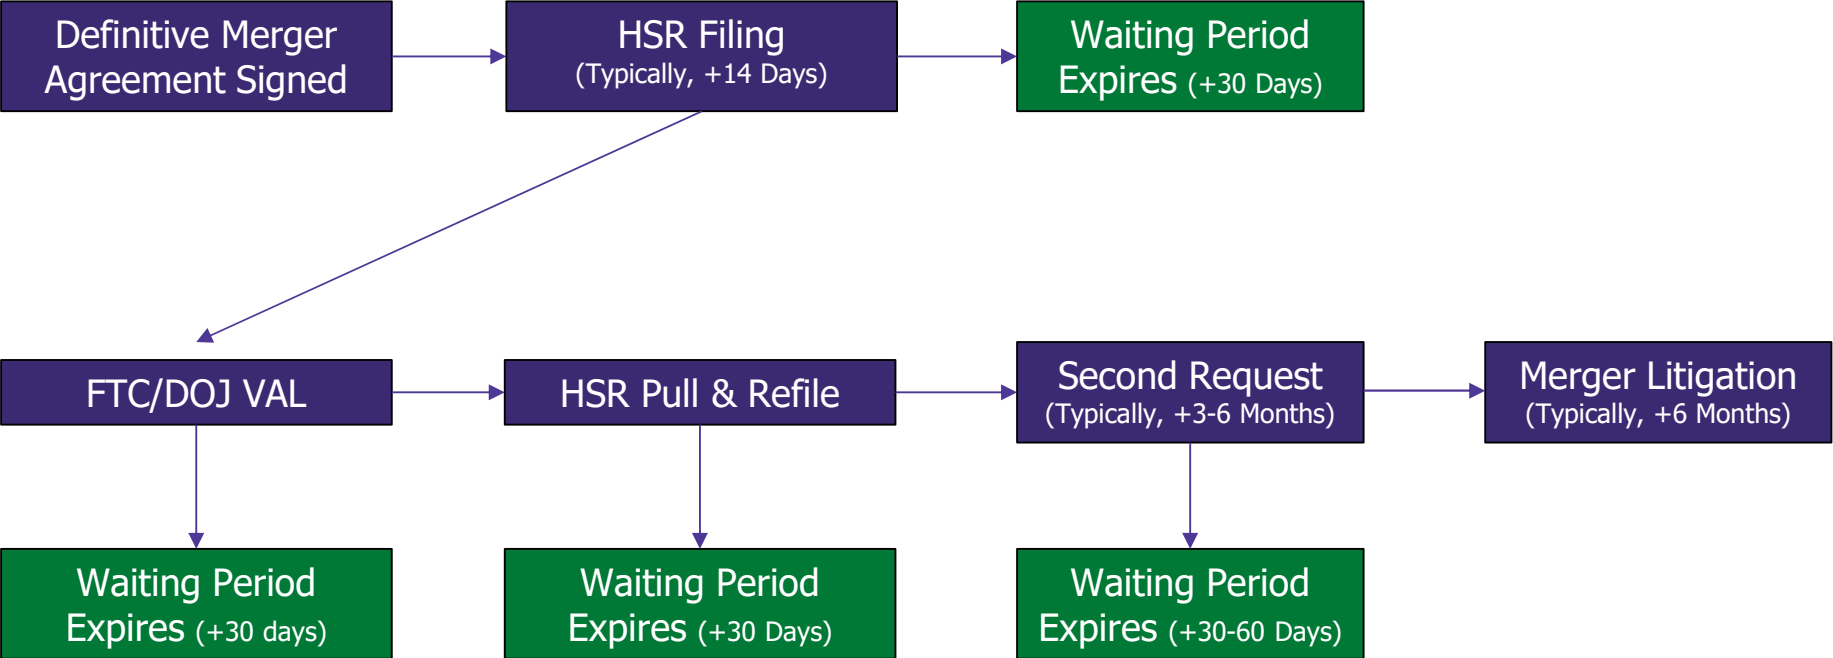 Definitive Merger
Agreement Signed
HSR Filing
(Typically, +14 Days)
Waiting Period
Expires (+30 Days)
FTC/DOJ VAL
HSR Pull & Refile
Second Request
(Typically, +3-6 Months)
Merger Litigation
(Typically, +6 Months)
Waiting Period
Expires (+30 days)
Waiting Period
Expires (+30 Days)
Waiting Period
Expires (+30-60 Days)